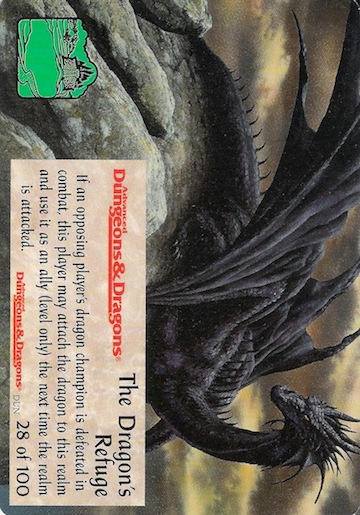 The Dragon's
Refuge
Advanced
Dungeons & Dragons®
If an opposing player's dragon champion is defeated in
combat, this player may attach the dragon to this realm
and use it as an ally (level only) the next time the realm
is attacked.
Advanced
Dungeons & Dragons®
DUN 28 of 100